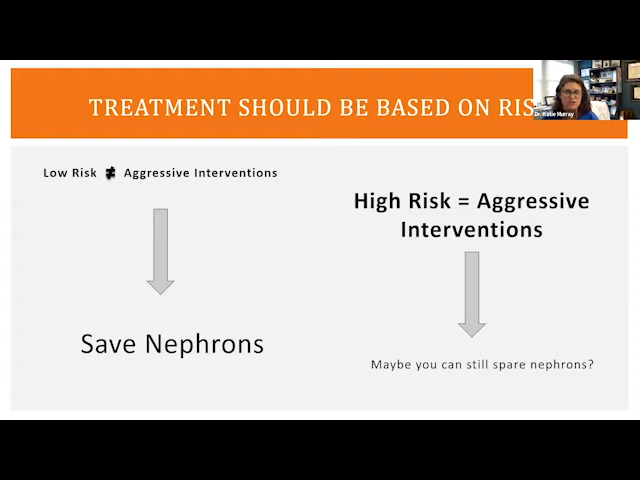 TREATMENT SHOULD BE BASED ON RIS
Dr. Katie Murray
Low Risk ≠ Aggressive Interventions
High Risk = Aggressive
Interventions
Save Nephrons
Maybe you can still spare nephrons?